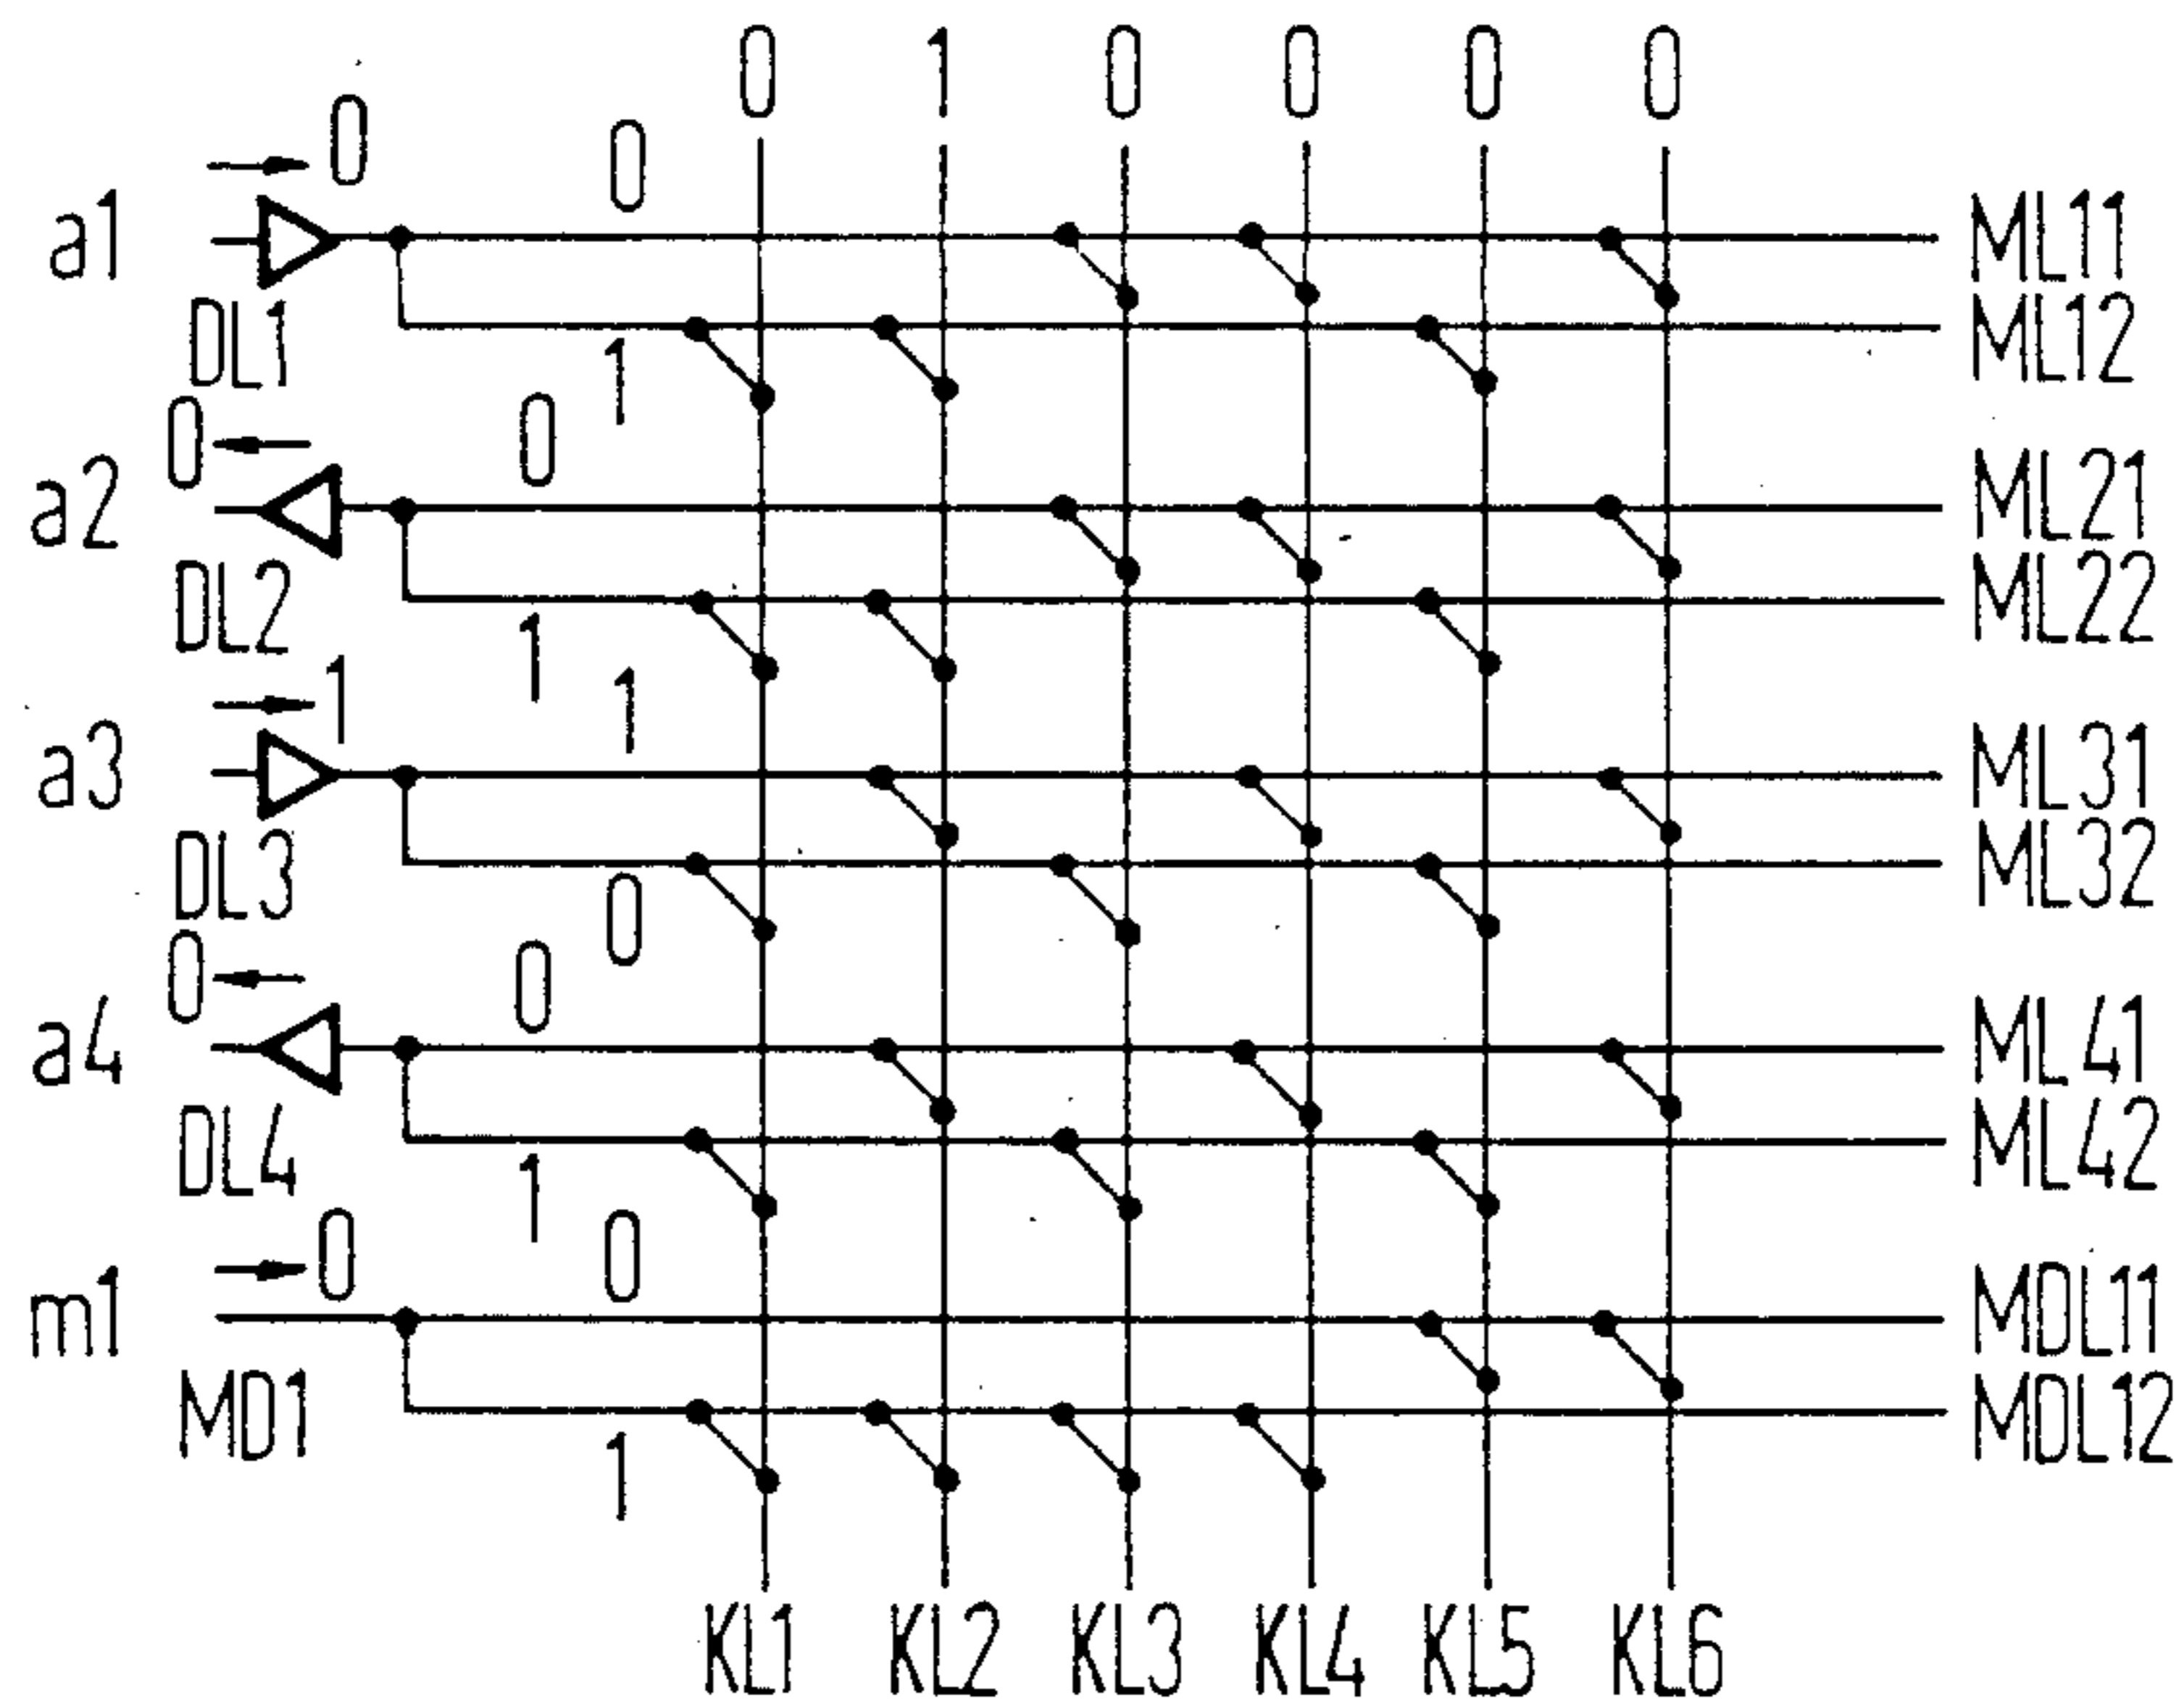 0 1 0 0 0 0
0 0
a1 ML11
DL1 1 ML12
0 0
a2 ML21
DL2 1 ML22
1 1
a3 ML31
DL3 0 ML32
0 0
a4 ML41
DL4 1 ML42
0 0
m1 MDL11
MD1 1 MDL12
KL1 KL2 KL3 KL4 KL5 KL6